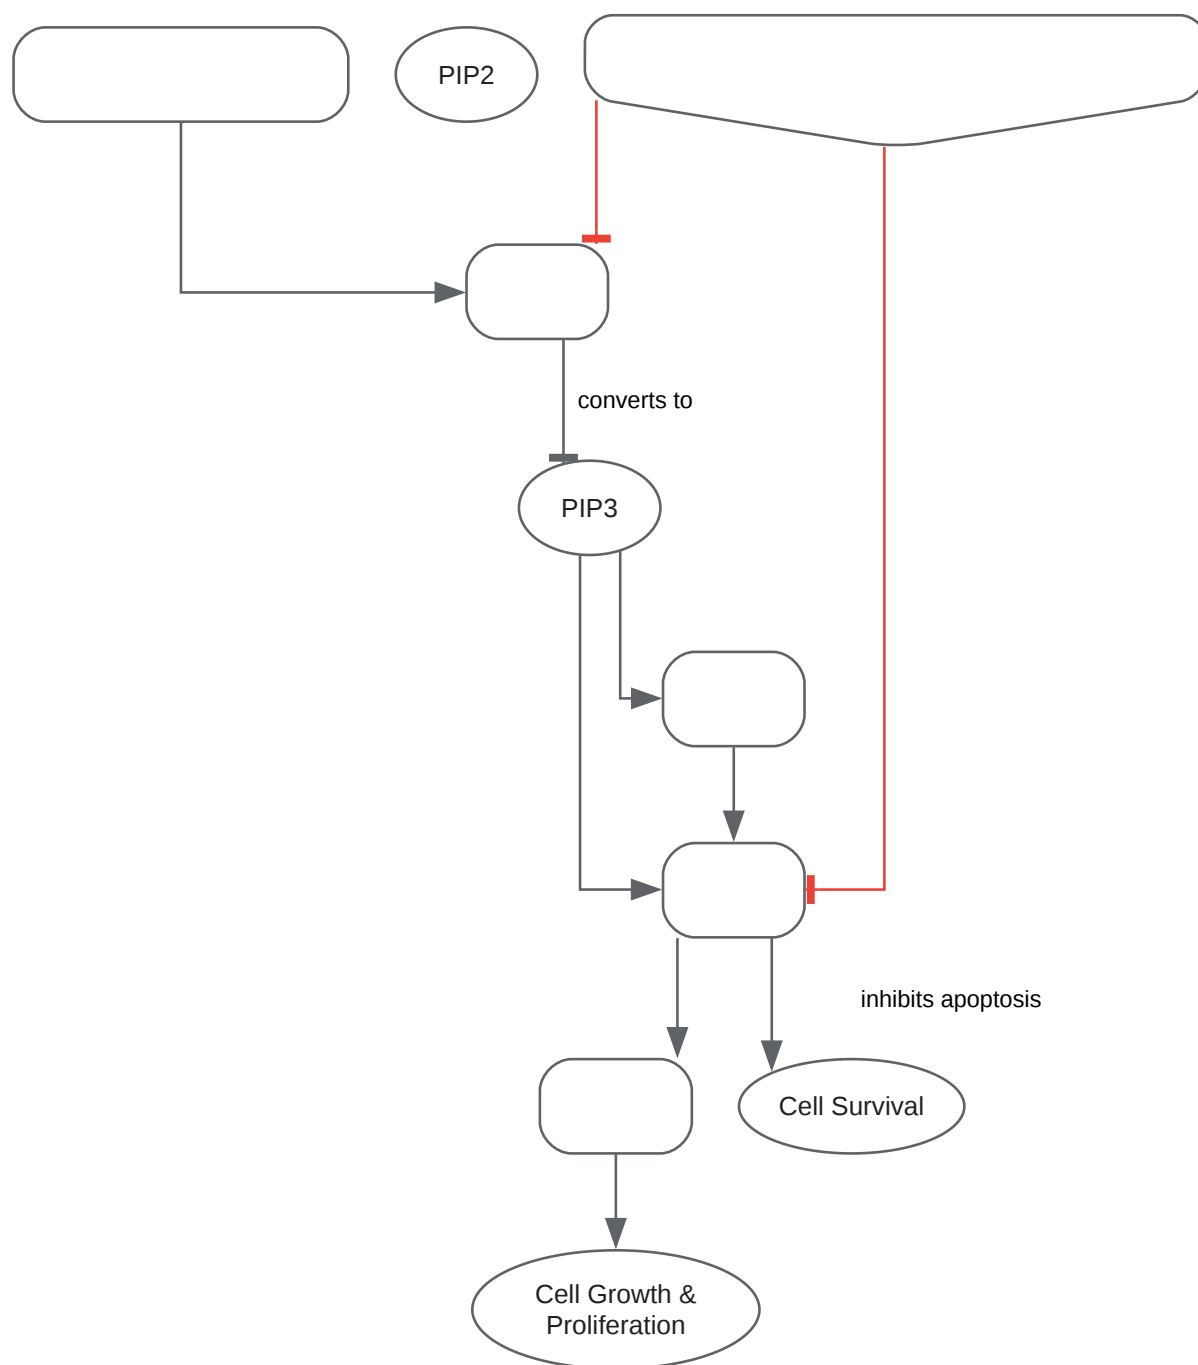 PIP2
converts to
PIP3
inhibits apoptosis
Cell Survival
Cell Growth &
Proliferation